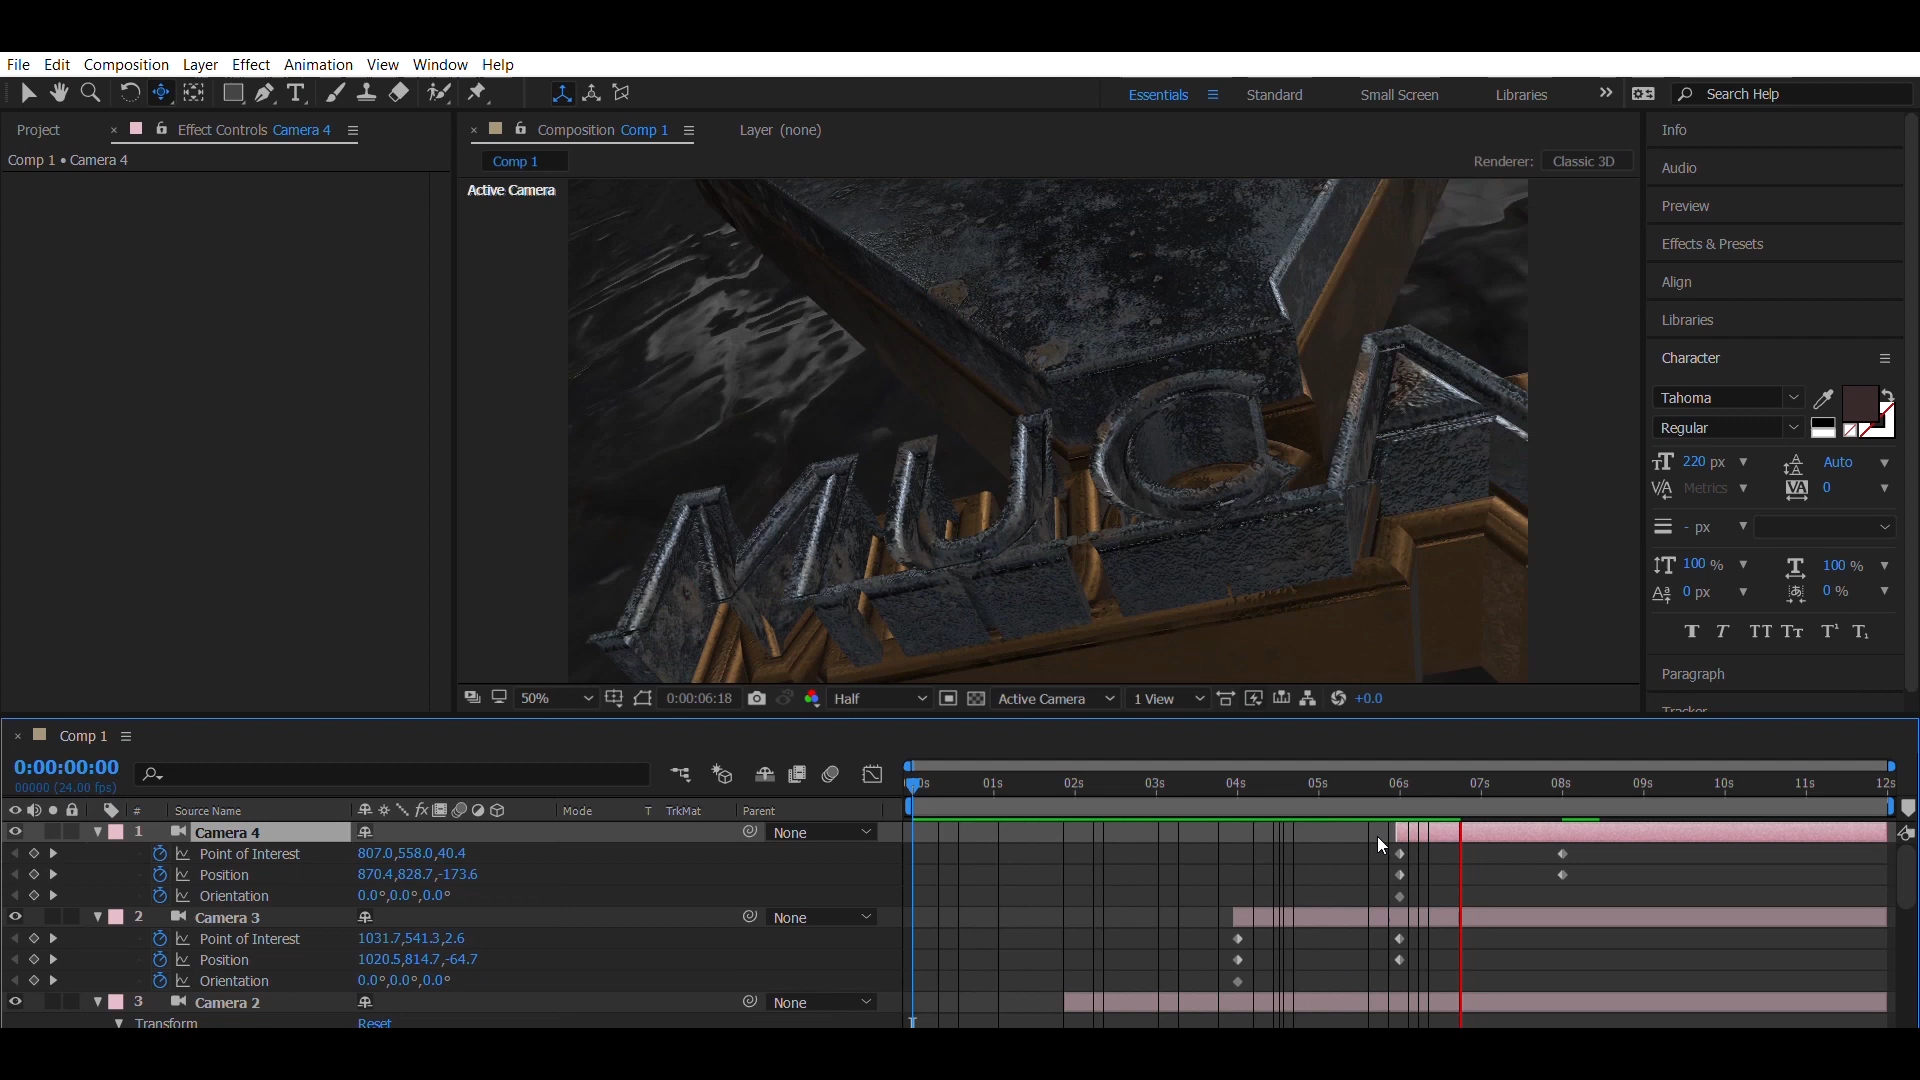 File Edit Composition Layer Effect Animation View Window Help
Essentials Standard Small Screen Libraries Search Help
Project Effect Controls Camera 4 Composition Comp 1 Layer (none)
Comp 1 • Camera 4 Comp 1 Renderer: Classic 3D
Active Camera
Info
Audio
Preview
Effects & Presets
Align
Libraries
Character
Tahoma
Regular
220 px Auto
Metrics 0
- px
100 % 100 %
0 px 0 %
T T TT Tт T¹ T₁
Paragraph
Tracker
50% 0:00:06:18 Half Active Camera 1 View +0.0
Comp 1
0:00:00:00
00000 (24.00 fps)
0s 01s 02s 03s 04s 05s 06s 07s 08s 09s 10s 11s 12s
# Source Name fx Mode T TrkMat Parent
1 Camera 4 None
Point of Interest 807.0,558.0,40.4
Position 870.4,828.7,-173.6
Orientation 0.0°,0.0°,0.0°
2 Camera 3 None
Point of Interest 1031.7,541.3,2.6
Position 1020.5,814.7,-64.7
Orientation 0.0°,0.0°,0.0°
3 Camera 2 None
Transform Reset